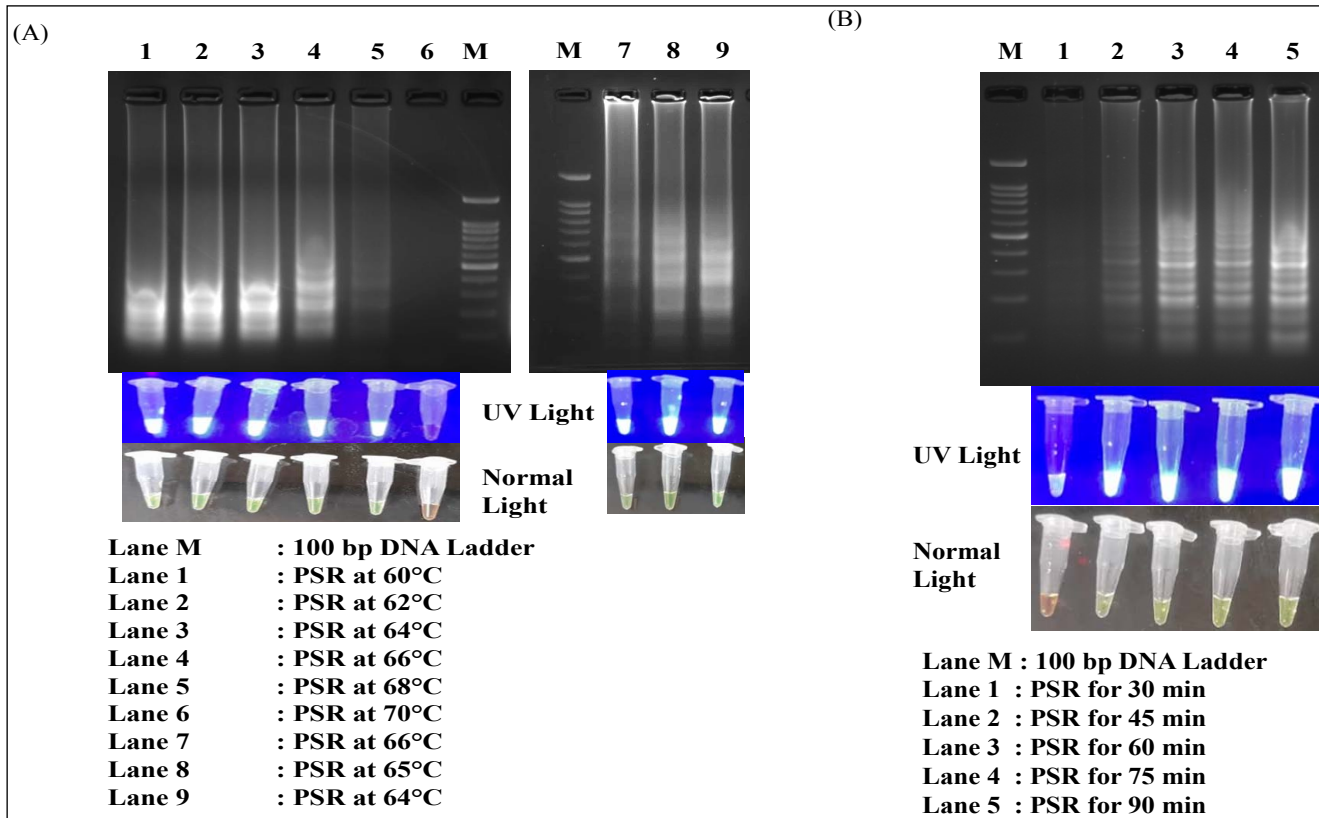 (A)
1 2 3 4 5 6 M
M 7 8 9
UV Light
Normal
Light
Lane M : 100 bp DNA Ladder
Lane 1 : PSR at 60°C
Lane 2 : PSR at 62°C
Lane 3 : PSR at 64°C
Lane 4 : PSR at 66°C
Lane 5 : PSR at 68°C
Lane 6 : PSR at 70°C
Lane 7 : PSR at 66°C
Lane 8 : PSR at 65°C
Lane 9 : PSR at 64°C
(B)
M 1 2 3 4 5
UV Light
Normal
Light
Lane M : 100 bp DNA Ladder
Lane 1 : PSR for 30 min
Lane 2 : PSR for 45 min
Lane 3 : PSR for 60 min
Lane 4 : PSR for 75 min
Lane 5 : PSR for 90 min